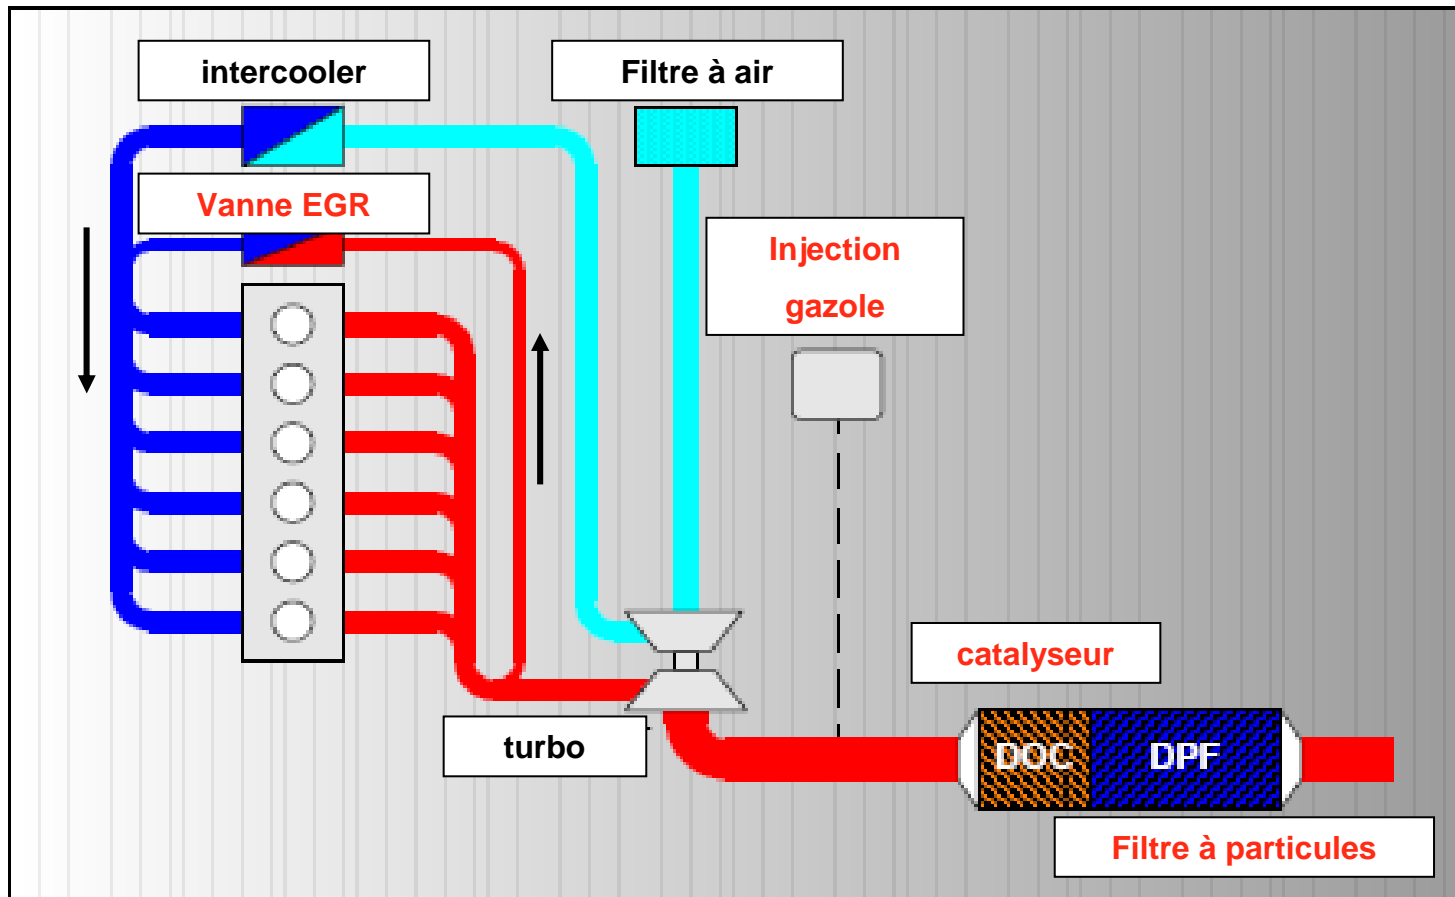 intercooler
Filtre à air
Vanne EGR
Injection
gazole
catalyseur
turbo
DOC
DPF
Filtre à particules